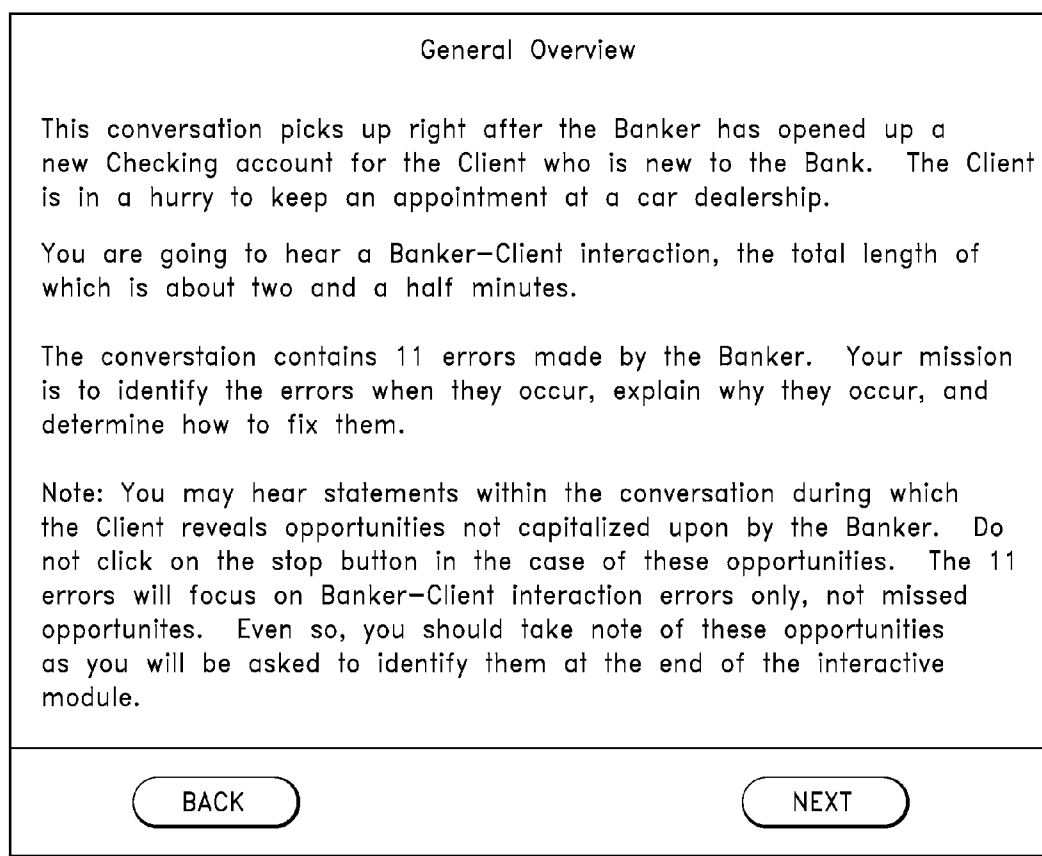 General Overview
This conversation picks up right after the Banker has opened up a
new Checking account for the Client who is new to the Bank.  The Client
is in a hurry to keep an appointment at a car dealership.
You are going to hear a Banker–Client interaction, the total length of
which is about two and a half minutes.
The converstaion contains 11 errors made by the Banker.  Your mission
is to identify the errors when they occur, explain why they occur, and
determine how to fix them.
Note: You may hear statements within the conversation during which
the Client reveals opportunities not capitalized upon by the Banker.  Do
not click on the stop button in the case of these opportunities.  The 11
errors will focus on Banker–Client interaction errors only, not missed
opportunites.  Even so, you should take note of these opportunities
as you will be asked to identify them at the end of the interactive
module.
BACK
NEXT